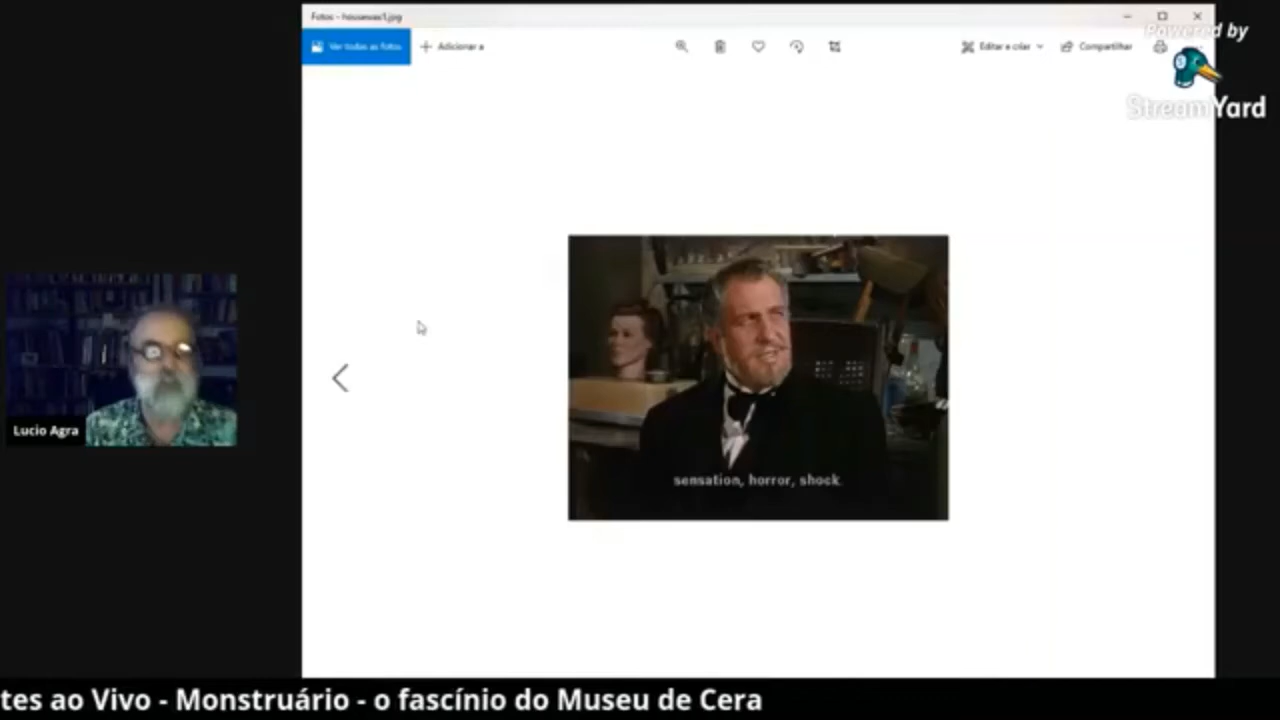 Fotos - housewax1.jpg
Ver todas as fotos
Adicionar a
Editar e criar
Compartilhar
Powered by
StreamYard
Lucio Agra
sensation, horror, shock.
tes ao Vivo - Monstruário - o fascínio do Museu de Cera